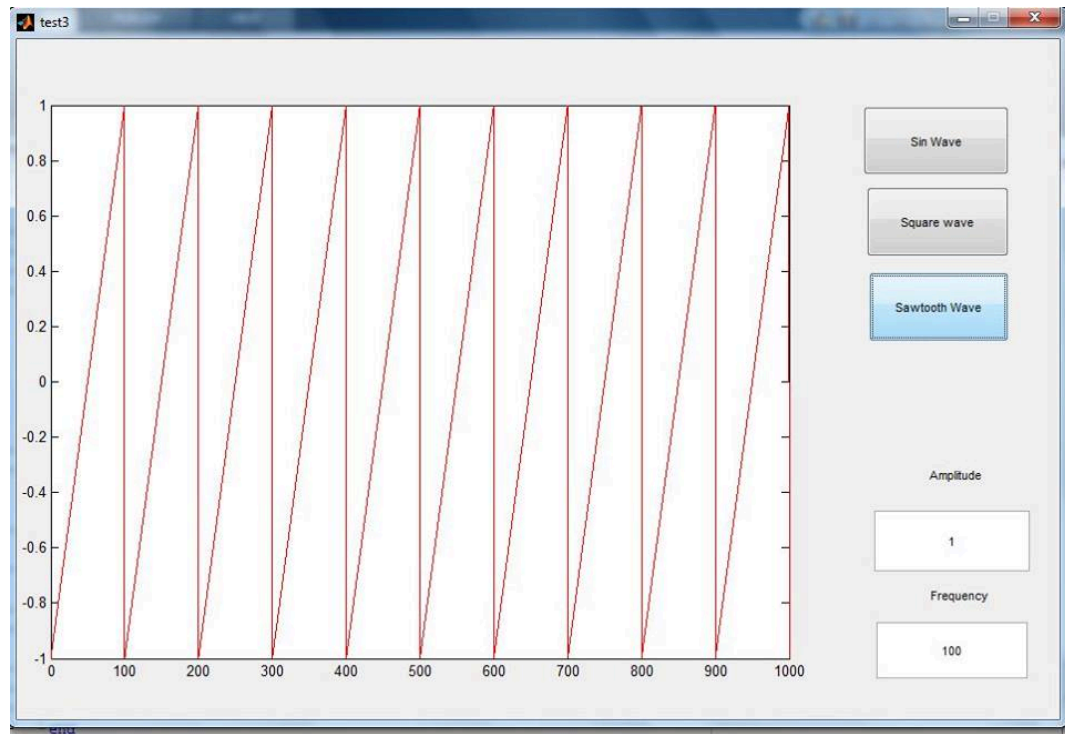 test3
1
0.8
0.6
0.4
0.2
0
-0.2
-0.4
-0.6
-0.8
-1
0 100 200 300 400 500 600 700 800 900 1000
Sin Wave
Square wave
Sawtooth Wave
Amplitude
1
Frequency
100
end